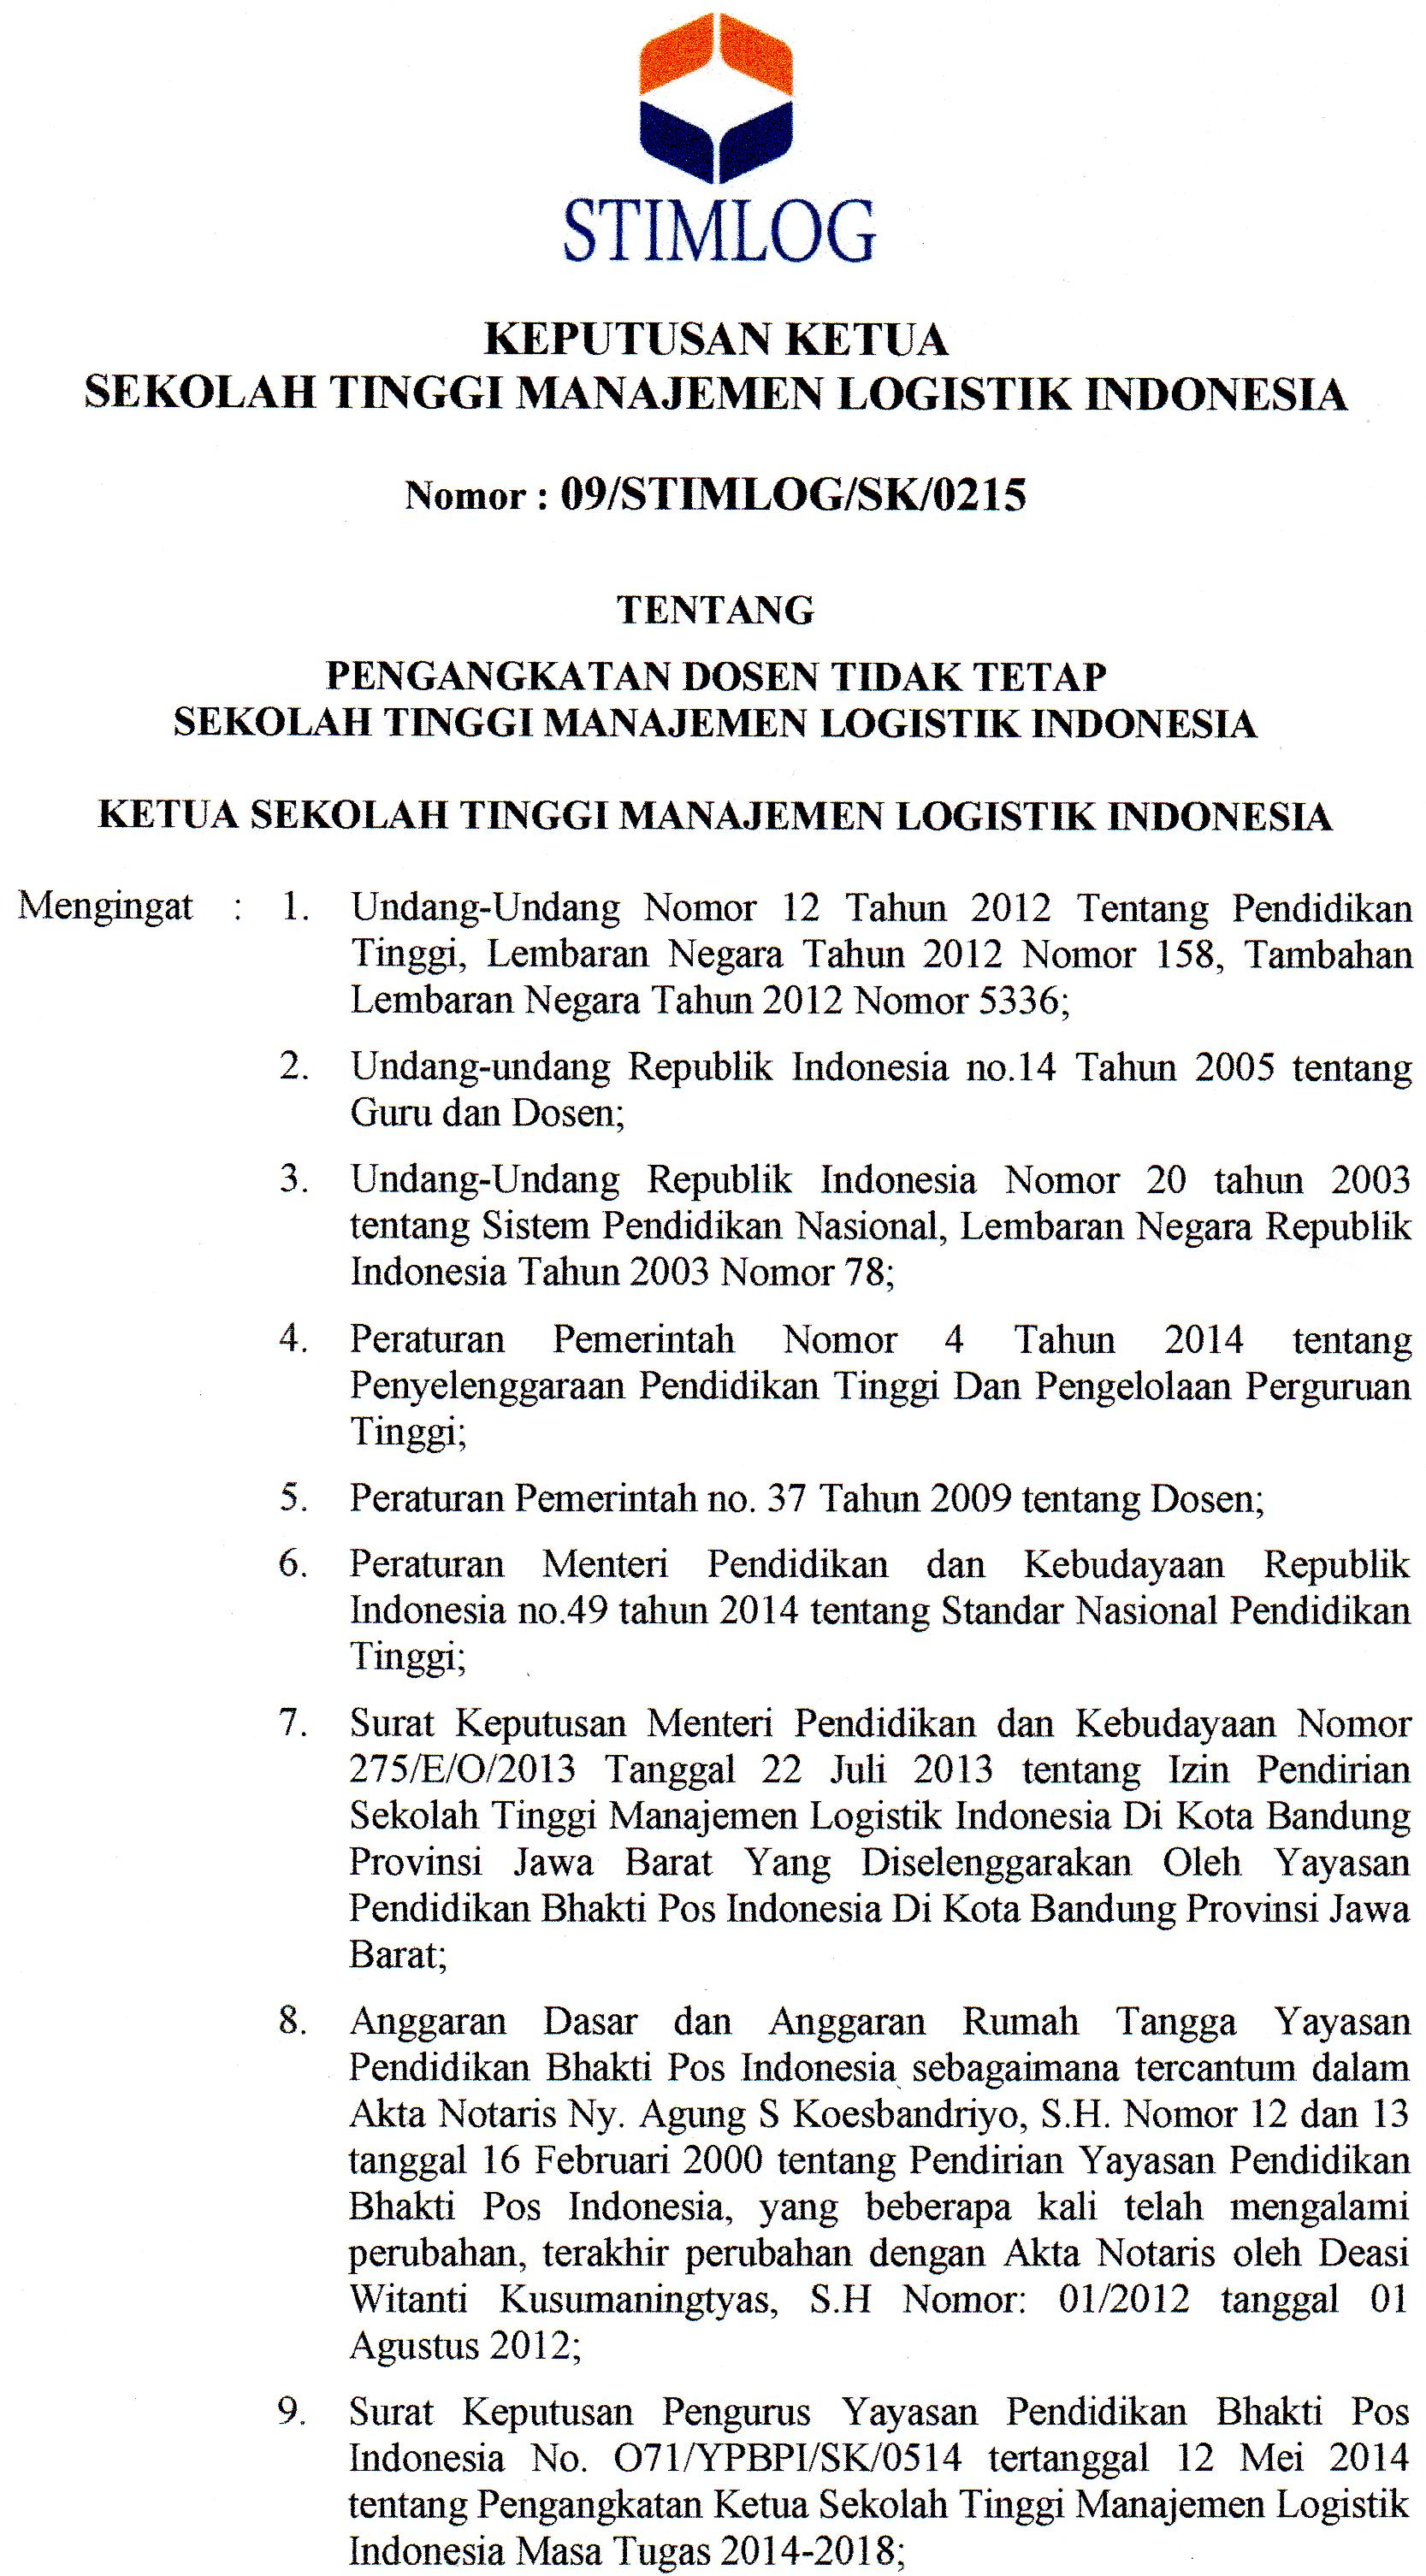 STIMLOG
KEPUTUSAN KETUA
SEKOLAH TINGGI MANAJEMEN LOGISTIK INDONESIA
Nomor : 09/STIMLOG/SK/0215
TENTANG
PENGANGKATAN DOSEN TIDAK TETAP
SEKOLAH TINGGI MANAJEMEN LOGISTIK INDONESIA
KETUA SEKOLAH TINGGI MANAJEMEN LOGISTIK INDONESIA
Mengingat : 1. Undang-Undang Nomor 12 Tahun 2012 Tentang Pendidikan
Tinggi, Lembaran Negara Tahun 2012 Nomor 158, Tambahan
Lembaran Negara Tahun 2012 Nomor 5336;
2. Undang-undang Republik Indonesia no.14 Tahun 2005 tentang
Guru dan Dosen;
3. Undang-Undang Republik Indonesia Nomor 20 tahun 2003
tentang Sistem Pendidikan Nasional, Lembaran Negara Republik
Indonesia Tahun 2003 Nomor 78;
4. Peraturan Pemerintah Nomor 4 Tahun 2014 tentang
Penyelenggaraan Pendidikan Tinggi Dan Pengelolaan Perguruan
Tinggi;
5. Peraturan Pemerintah no. 37 Tahun 2009 tentang Dosen;
6. Peraturan Menteri Pendidikan dan Kebudayaan Republik
Indonesia no.49 tahun 2014 tentang Standar Nasional Pendidikan
Tinggi;
7. Surat Keputusan Menteri Pendidikan dan Kebudayaan Nomor
275/E/O/2013 Tanggal 22 Juli 2013 tentang Izin Pendirian
Sekolah Tinggi Manajemen Logistik Indonesia Di Kota Bandung
Provinsi Jawa Barat Yang Diselenggarakan Oleh Yayasan
Pendidikan Bhakti Pos Indonesia Di Kota Bandung Provinsi Jawa
Barat;
8. Anggaran Dasar dan Anggaran Rumah Tangga Yayasan
Pendidikan Bhakti Pos Indonesia sebagaimana tercantum dalam
Akta Notaris Ny. Agung S Koesbandriyo, S.H. Nomor 12 dan 13
tanggal 16 Februari 2000 tentang Pendirian Yayasan Pendidikan
Bhakti Pos Indonesia, yang beberapa kali telah mengalami
perubahan, terakhir perubahan dengan Akta Notaris oleh Deasi
Witanti Kusumaningtyas, S.H Nomor: 01/2012 tanggal 01
Agustus 2012;
9. Surat Keputusan Pengurus Yayasan Pendidikan Bhakti Pos
Indonesia No. O71/YPBPI/SK/0514 tertanggal 12 Mei 2014
tentang Pengangkatan Ketua Sekolah Tinggi Manajemen Logistik
Indonesia Masa Tugas 2014-2018;